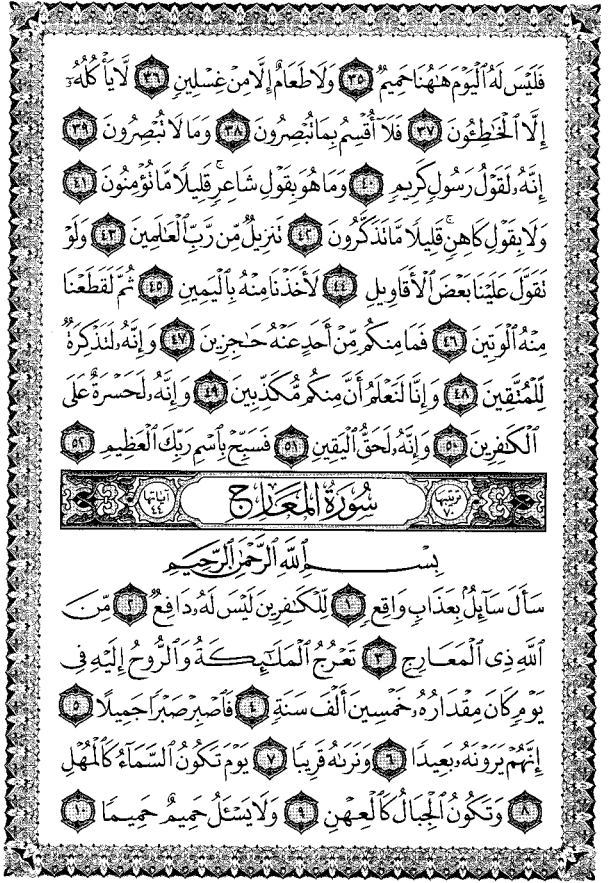 فَلَيْسَ لَهُ ٱلْيَوْمَ هَٰهُنَا حَمِيمٌ ٣٥ وَلَا طَعَامٌ إِلَّا مِنْ غِسْلِينٍ ٣٦ لَّا يَأْكُلُهُۥٓ
إِلَّا ٱلْخَٰطِـُٔونَ ٣٧ فَلَآ أُقْسِمُ بِمَا تُبْصِرُونَ ٣٨ وَمَا لَا تُبْصِرُونَ ٣٩
إِنَّهُۥ لَقَوْلُ رَسُولٍ كَرِيمٍ ٤٠ وَمَا هُوَ بِقَوْلِ شَاعِرٍ ۚ قَلِيلًا مَّا تُؤْمِنُونَ ٤١
وَلَا بِقَوْلِ كَاهِنٍ ۚ قَلِيلًا مَّا تَذَكَّرُونَ ٤٢ تَنزِيلٌ مِّن رَّبِّ ٱلْعَٰلَمِينَ ٤٣ وَلَوْ
تَقَوَّلَ عَلَيْنَا بَعْضَ ٱلْأَقَاوِيلِ ٤٤ لَأَخَذْنَا مِنْهُ بِٱلْيَمِينِ ٤٥ ثُمَّ لَقَطَعْنَا
مِنْهُ ٱلْوَتِينَ ٤٦ فَمَا مِنكُم مِّنْ أَحَدٍ عَنْهُ حَٰجِزِينَ ٤٧ وَإِنَّهُۥ لَتَذْكِرَةٌ
لِّلْمُتَّقِينَ ٤٨ وَإِنَّا لَنَعْلَمُ أَنَّ مِنكُم مُّكَذِّبِينَ ٤٩ وَإِنَّهُۥ لَحَسْرَةٌ عَلَى
ٱلْكَٰفِرِينَ ٥٠ وَإِنَّهُۥ لَحَقُّ ٱلْيَقِينِ ٥١ فَسَبِّحْ بِٱسْمِ رَبِّكَ ٱلْعَظِيمِ ٥٢
ترتيبها ٧٠ سُورَةُ المَعَارِجِ آياتها ٤٤
بِسْمِ ٱللَّهِ ٱلرَّحْمَٰنِ ٱلرَّحِيمِ
سَأَلَ سَآئِلٌۢ بِعَذَابٍ وَاقِعٍ ١ لِّلْكَٰفِرِينَ لَيْسَ لَهُۥ دَافِعٌ ٢ مِّنَ
ٱللَّهِ ذِى ٱلْمَعَارِجِ ٣ تَعْرُجُ ٱلْمَلَٰٓئِكَةُ وَٱلرُّوحُ إِلَيْهِ فِى
يَوْمٍ كَانَ مِقْدَارُهُۥ خَمْسِينَ أَلْفَ سَنَةٍ ٤ فَٱصْبِرْ صَبْرًا جَمِيلًا ٥
إِنَّهُمْ يَرَوْنَهُۥ بَعِيدًا ٦ وَنَرَىٰهُ قَرِيبًا ٧ يَوْمَ تَكُونُ ٱلسَّمَآءُ كَٱلْمُهْلِ
٨ وَتَكُونُ ٱلْجِبَالُ كَٱلْعِهْنِ ٩ وَلَا يَسْـَٔلُ حَمِيمٌ حَمِيمًا ١٠